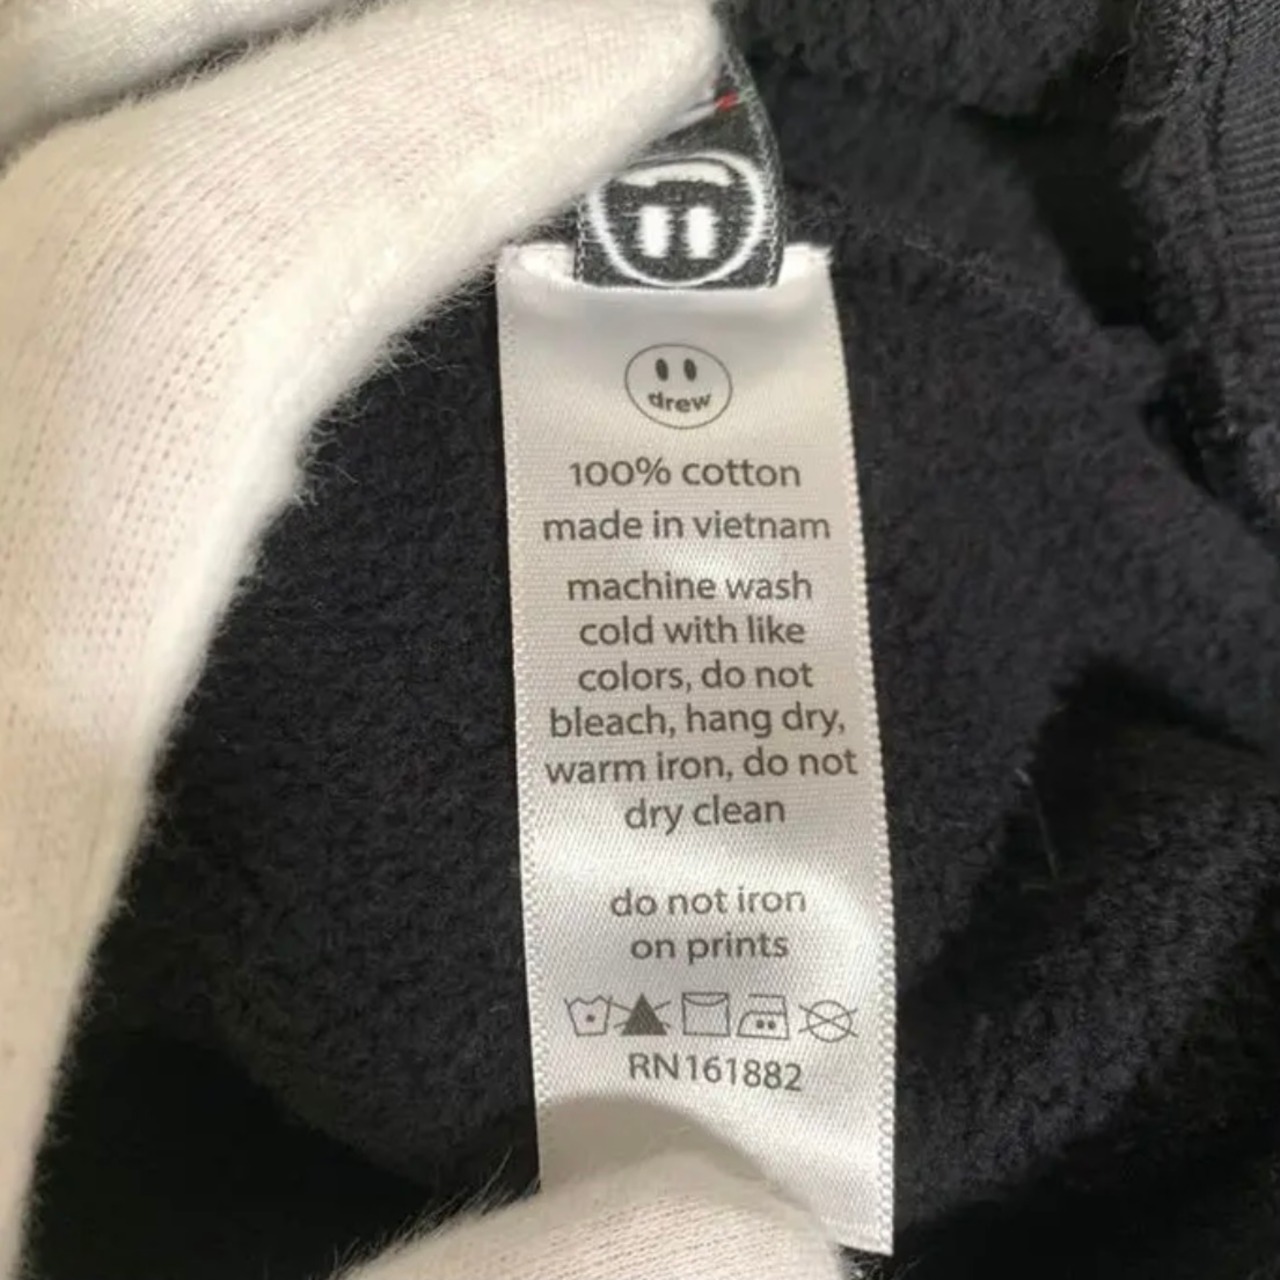 drew
100% cotton
made in vietnam
machine wash
cold with like
colors, do not
bleach, hang dry,
warm iron, do not
dry clean
do not iron
on prints
RN161882